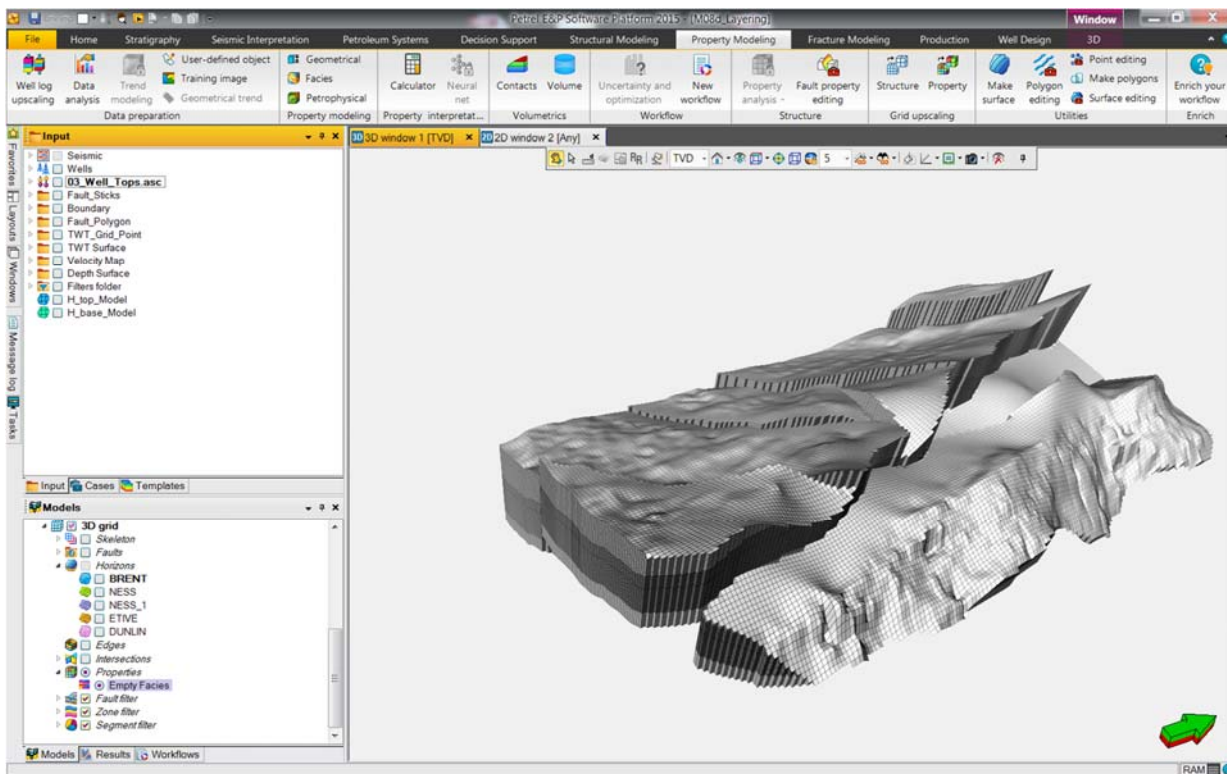 Petrel E&P Software Platform 2015 - [M08d_Layering]
Window
File Home Stratigraphy Seismic Interpretation Petroleum Systems Decision Support Structural Modeling Property Modeling Fracture Modeling Production Well Design 3D
Well log upscaling
Data analysis
Trend modeling
User-defined object
Training image
Geometrical trend
Data preparation
Geometrical
Facies
Petrophysical
Property modeling
Calculator
Neural net
Property interpretat...
Contacts Volume
Volumetrics
Uncertainty and optimization
New workflow
Workflow
Property analysis
Fault property editing
Structure
Structure Property
Grid upscaling
Make surface
Polygon editing
Point editing
Make polygons
Surface editing
Utilities
Enrich your workflow
Enrich
Favorites
Layouts
Windows
Message log
Tasks
Input
Seismic
Wells
03_Well_Tops.asc
Fault_Sticks
Boundary
Fault_Polygon
TWT_Grid_Point
TWT Surface
Velocity Map
Depth Surface
Filters folder
H_top_Model
H_base_Model
Input Cases Templates
Models
3D grid
Skeleton
Faults
Horizons
BRENT
NESS
NESS_1
ETIVE
DUNLIN
Edges
Intersections
Properties
Empty Facies
Fault filter
Zone filter
Segment filter
Models Results Workflows
3D window 1 [TVD]
2D window 2 [Any]
TVD
5
RAM